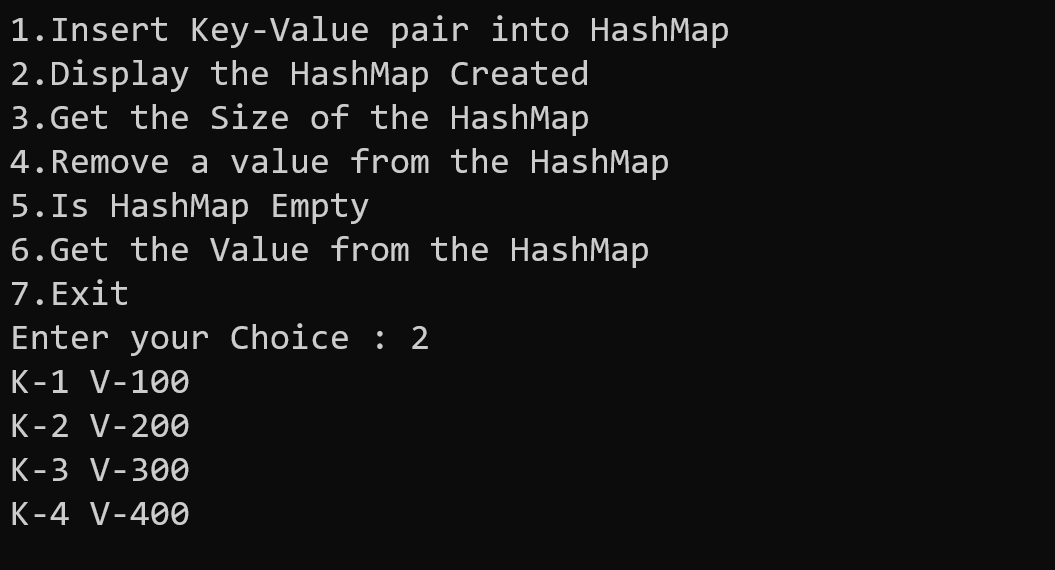 1.Insert Key-Value pair into HashMap
2.Display the HashMap Created
3.Get the Size of the HashMap
4.Remove a value from the HashMap
5.Is HashMap Empty
6.Get the Value from the HashMap
7.Exit
Enter your Choice : 2
K-1 V-100
K-2 V-200
K-3 V-300
K-4 V-400